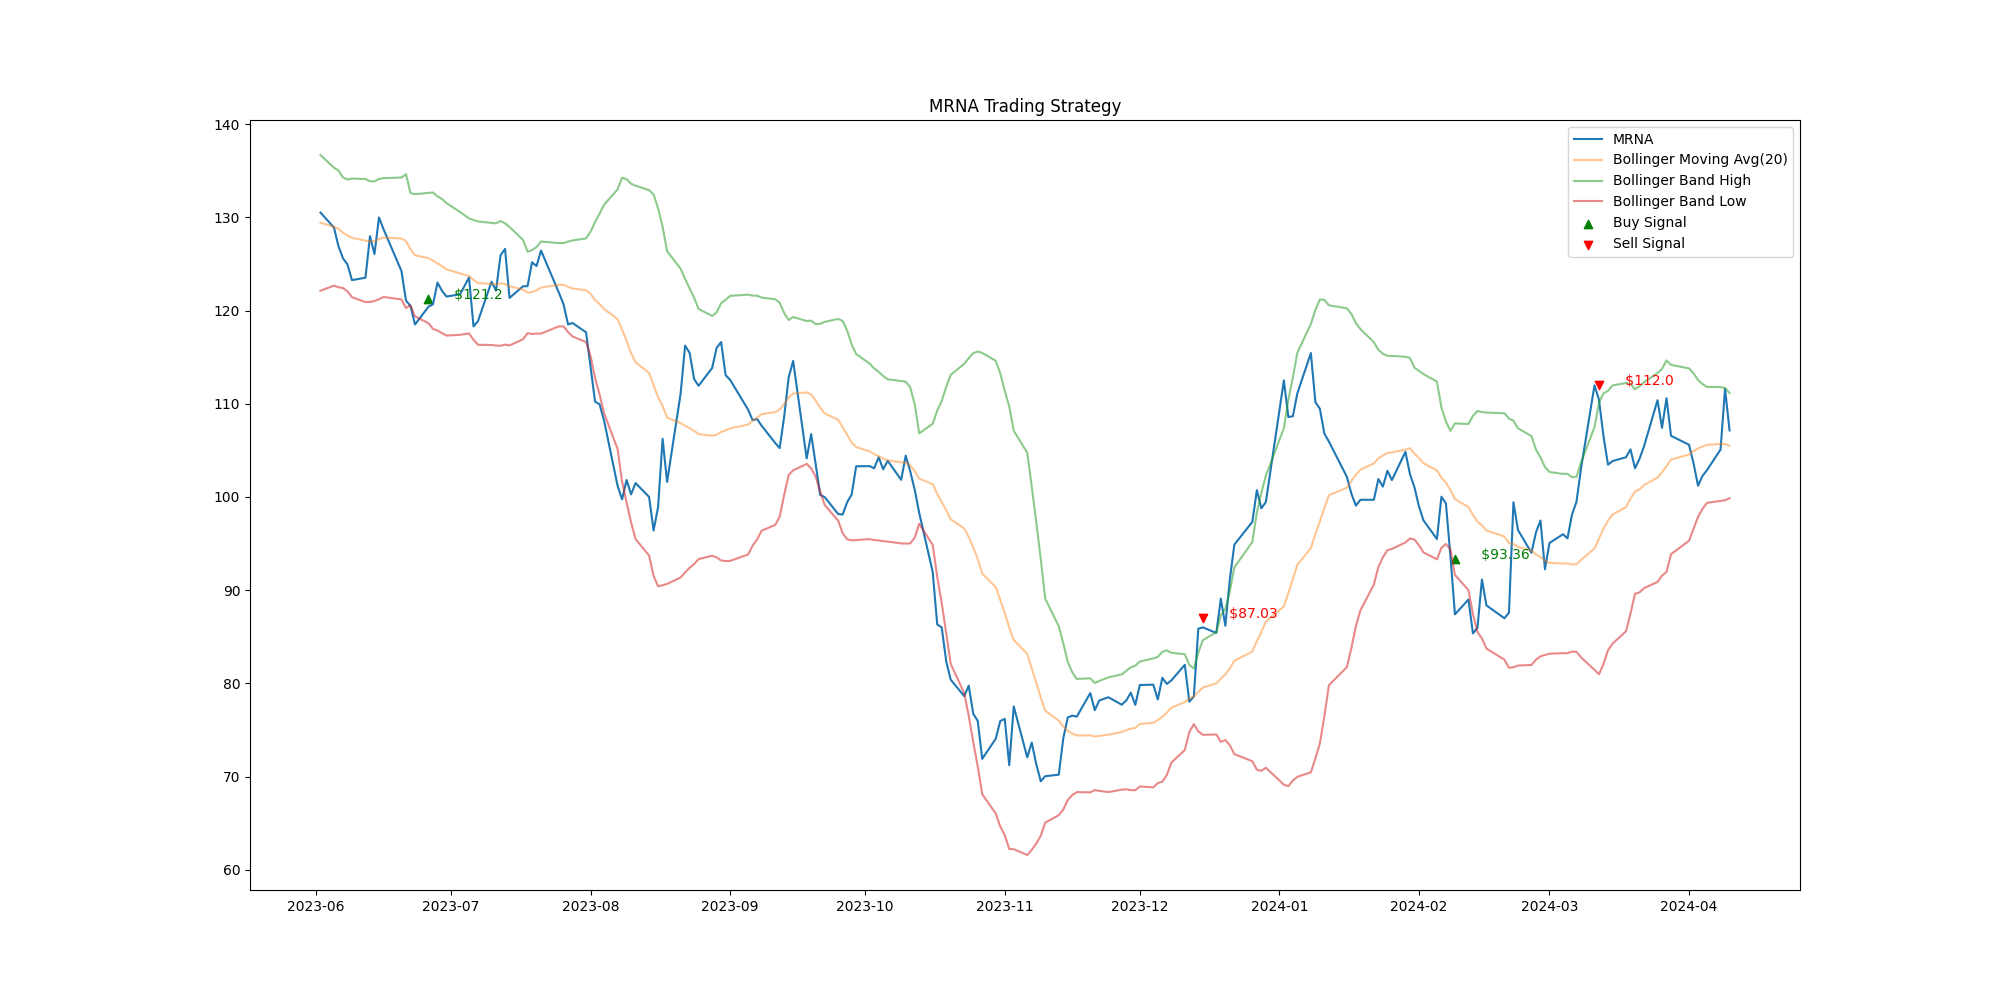 MRNA Trading Strategy
140
130
120
110
100
90
80
70
60
MRNA
Bollinger Moving Avg(20)
Bollinger Band High
Bollinger Band Low
Buy Signal
Sell Signal
$121.2
$112.0
$93.36
$87.03
2023-06 2023-07 2023-08 2023-09 2023-10 2023-11 2023-12 2024-01 2024-02 2024-03 2024-04